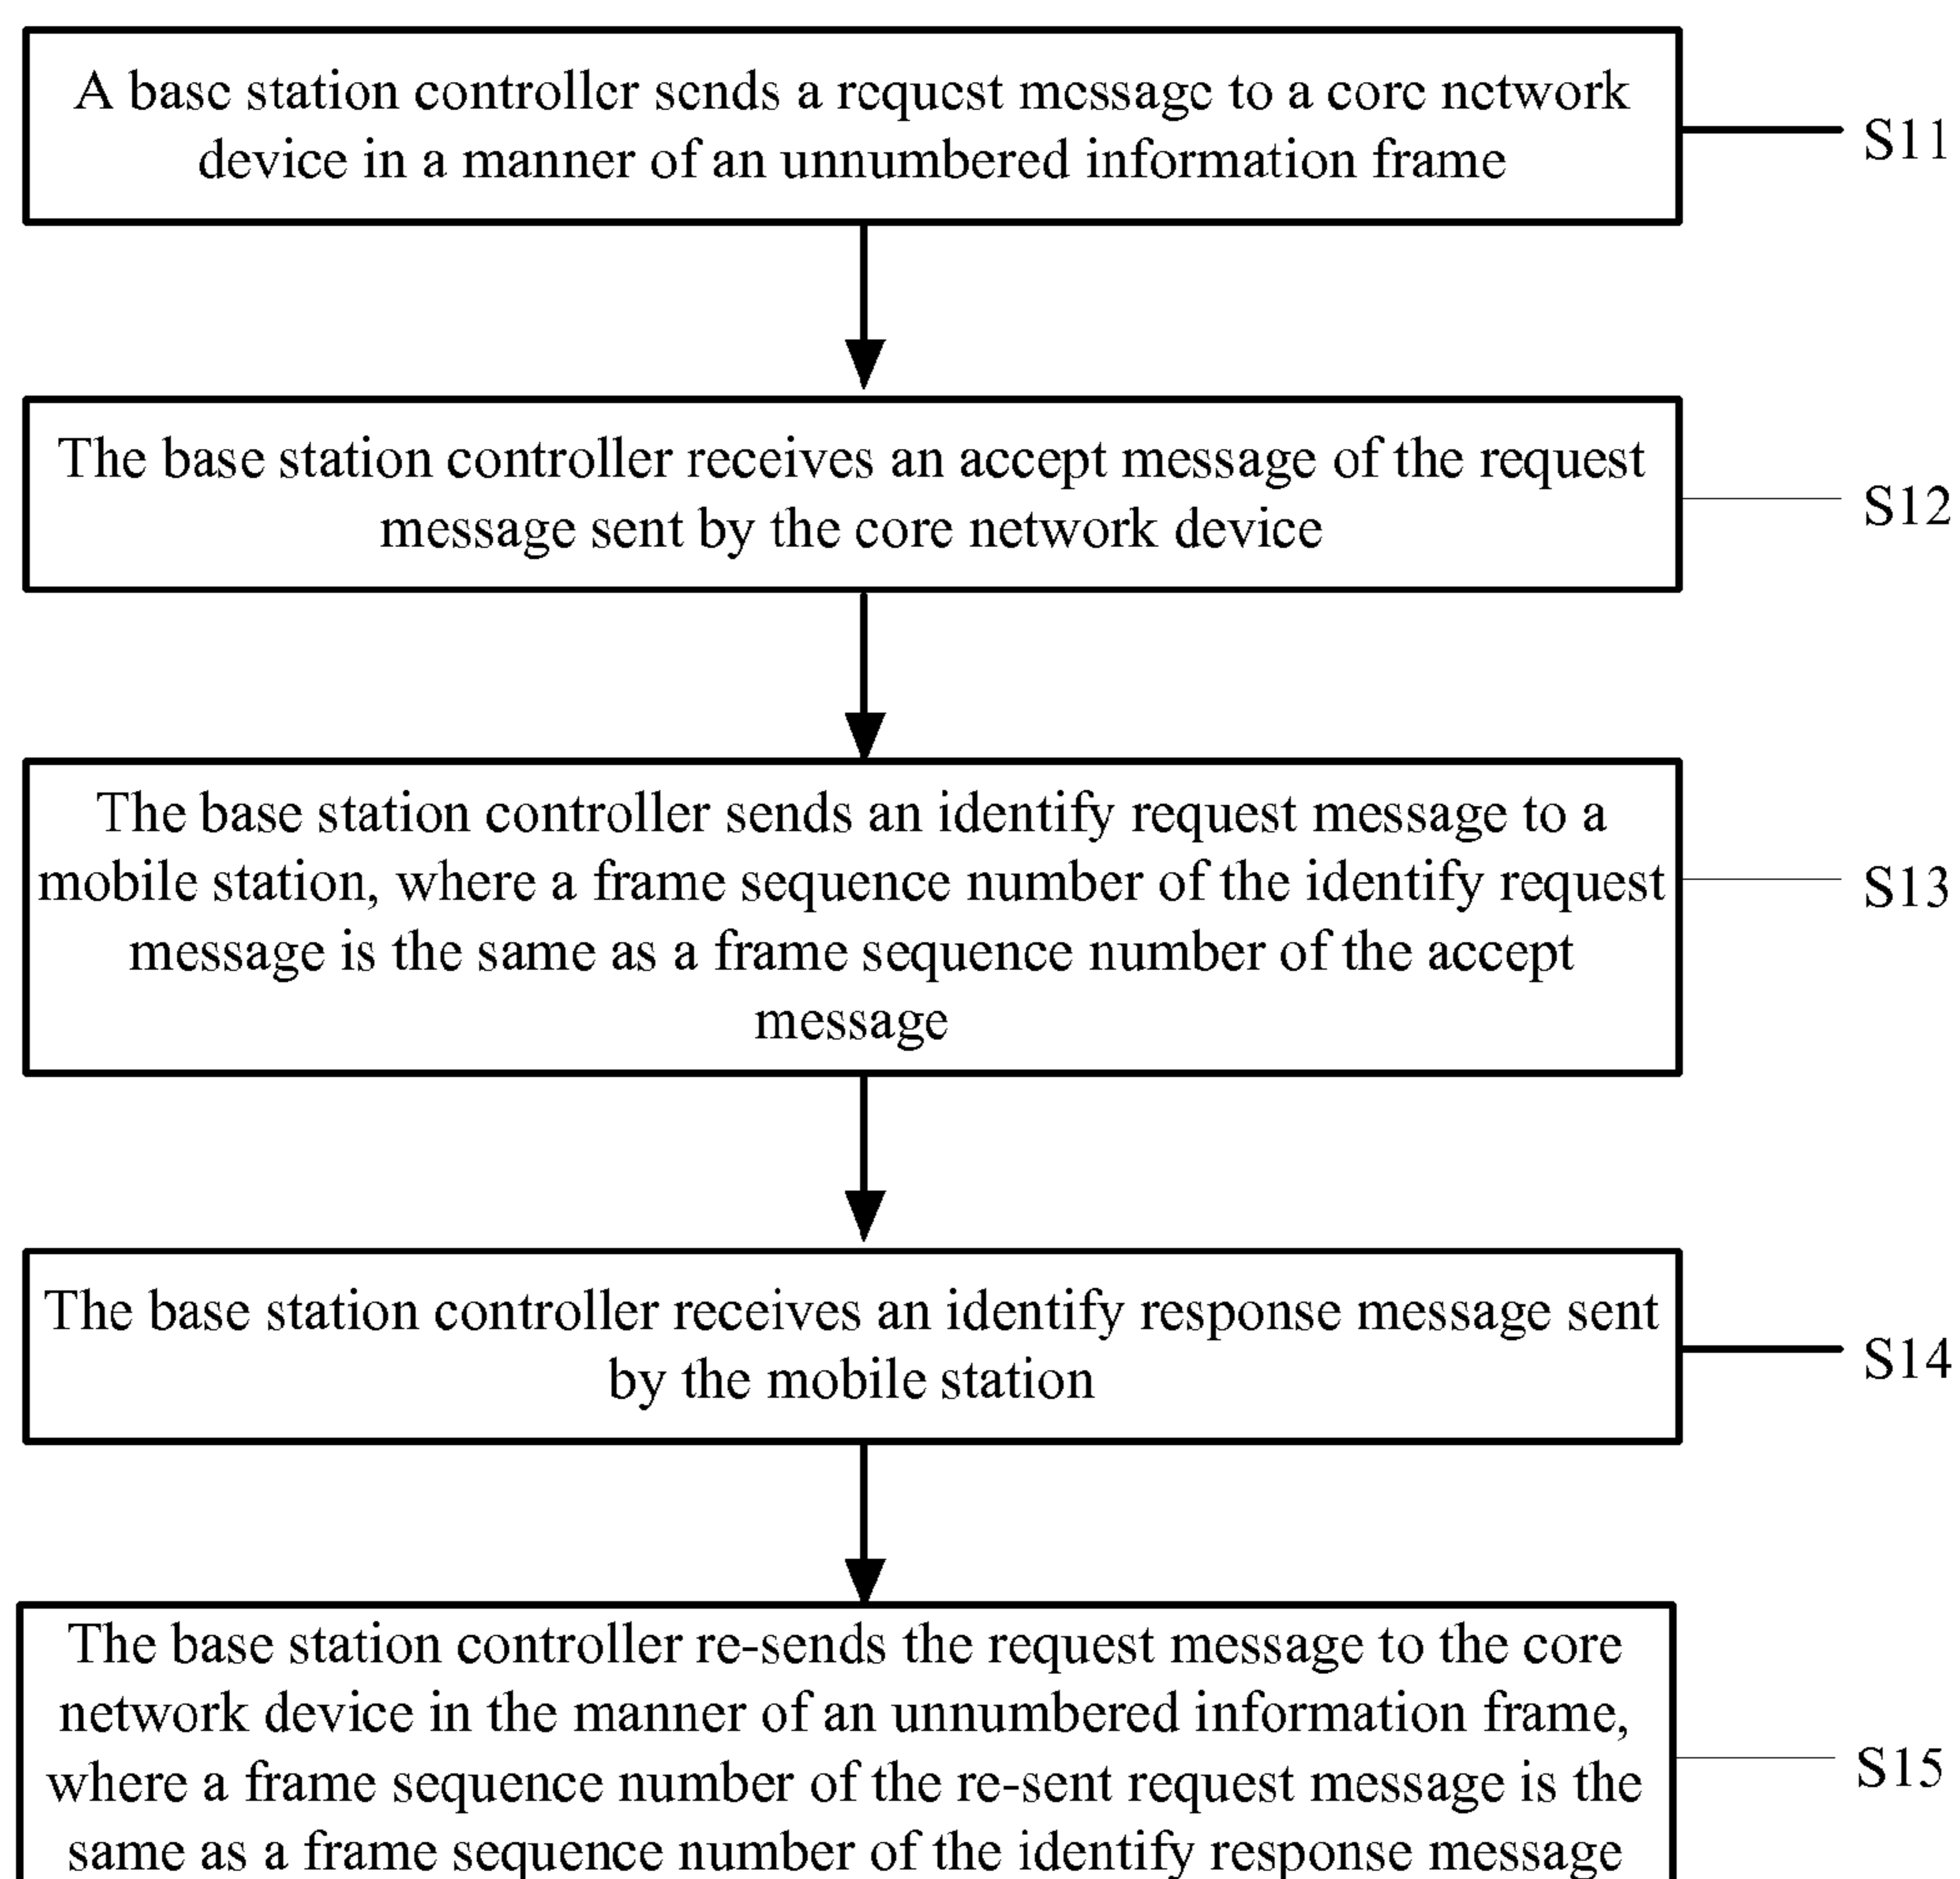 A base station controller sends a request message to a core network
device in a manner of an unnumbered information frame
S11
The base station controller receives an accept message of the request
message sent by the core network device
S12
The base station controller sends an identify request message to a
mobile station, where a frame sequence number of the identify request
message is the same as a frame sequence number of the accept
message
S13
The base station controller receives an identify response message sent
by the mobile station
S14
The base station controller re-sends the request message to the core
network device in the manner of an unnumbered information frame,
where a frame sequence number of the re-sent request message is the
same as a frame sequence number of the identify response message
S15